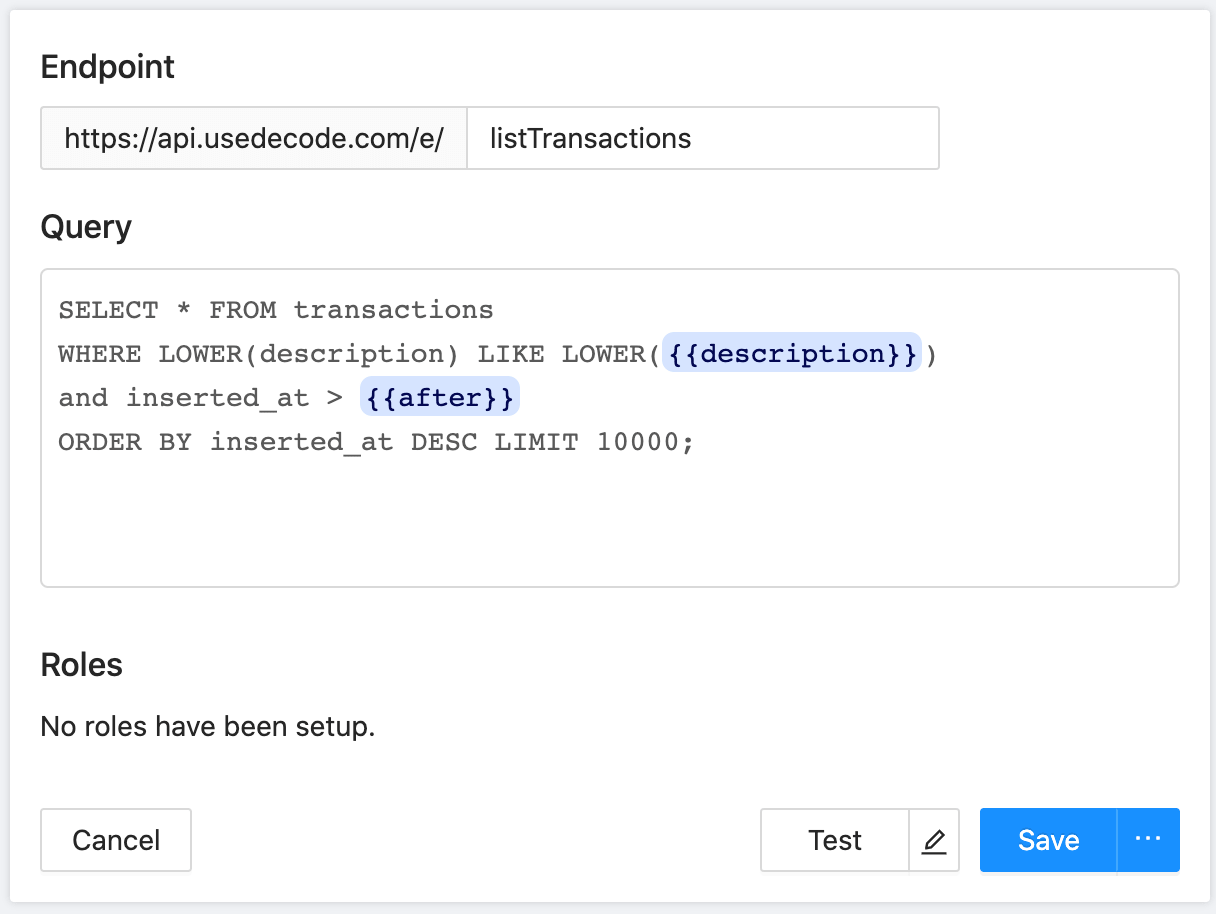 Endpoint
https://api.usedecode.com/e/ listTransactions
Query
SELECT * FROM transactions
WHERE LOWER(description) LIKE LOWER({{description}})
and inserted_at > {{after}}
ORDER BY inserted_at DESC LIMIT 10000;
Roles
No roles have been setup.
Cancel Test Save ...